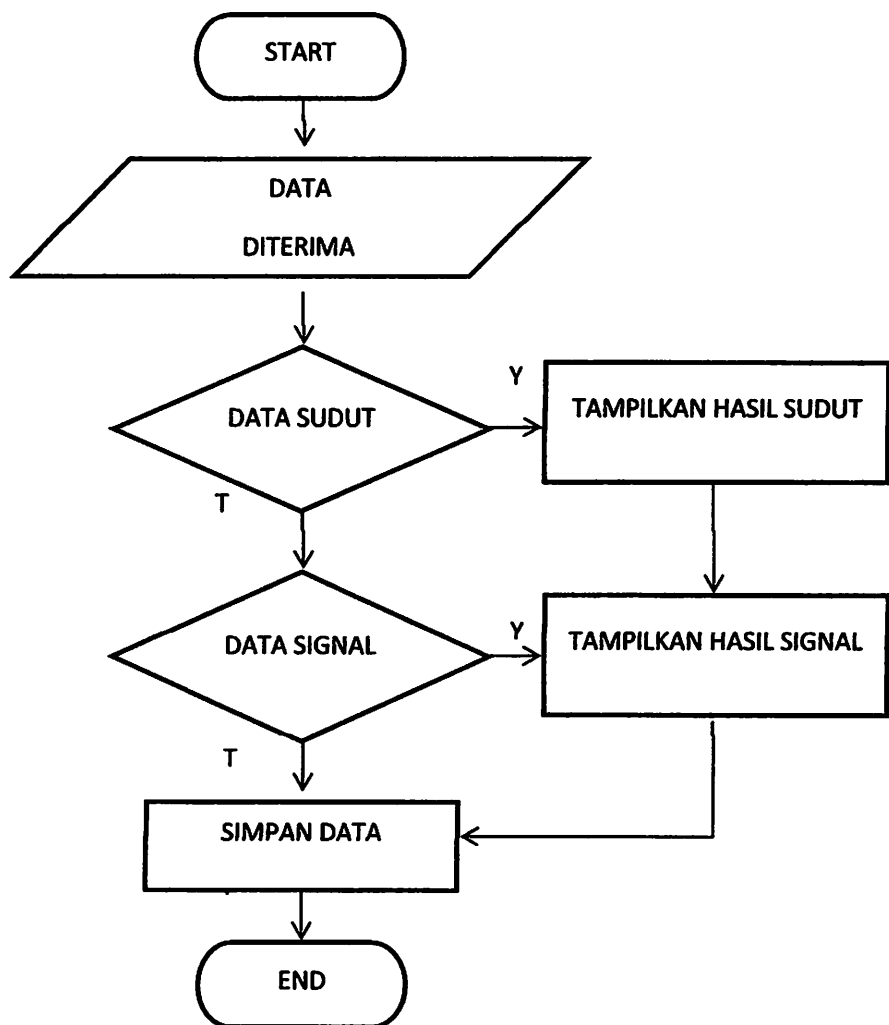 START
DATA
DITERIMA
DATA SUDUT
Y
TAMPILKAN HASIL SUDUT
T
DATA SIGNAL
Y
TAMPILKAN HASIL SIGNAL
T
SIMPAN DATA
END